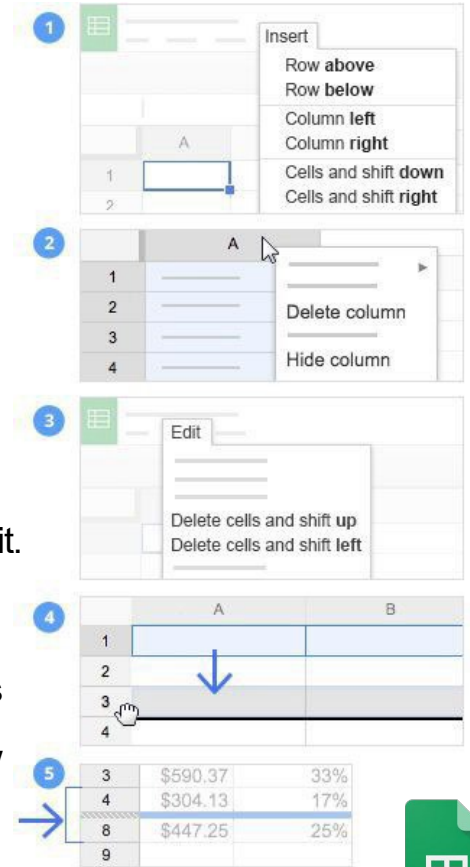 1
Insert
Row above
Row below
Column left
Column right
Cells and shift down
Cells and shift right
A
1
2
2
A
1
2
3
4
Delete column
Hide column
3
Edit
Delete cells and shift up
Delete cells and shift left
it.
4
A B
1
2
3
4
s
y
5
3 $590.37 33%
4 $304.13 17%
8 $447.25 25%
9